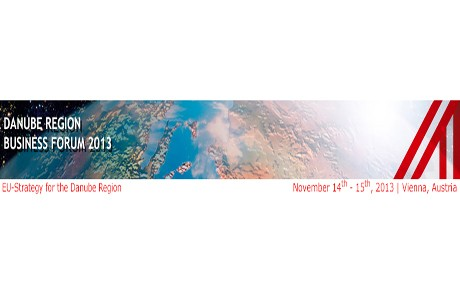 DANUBE REGION
BUSINESS FORUM 2013
EU-Strategy for the Danube Region
November 14th - 15th, 2013 | Vienna, Austria